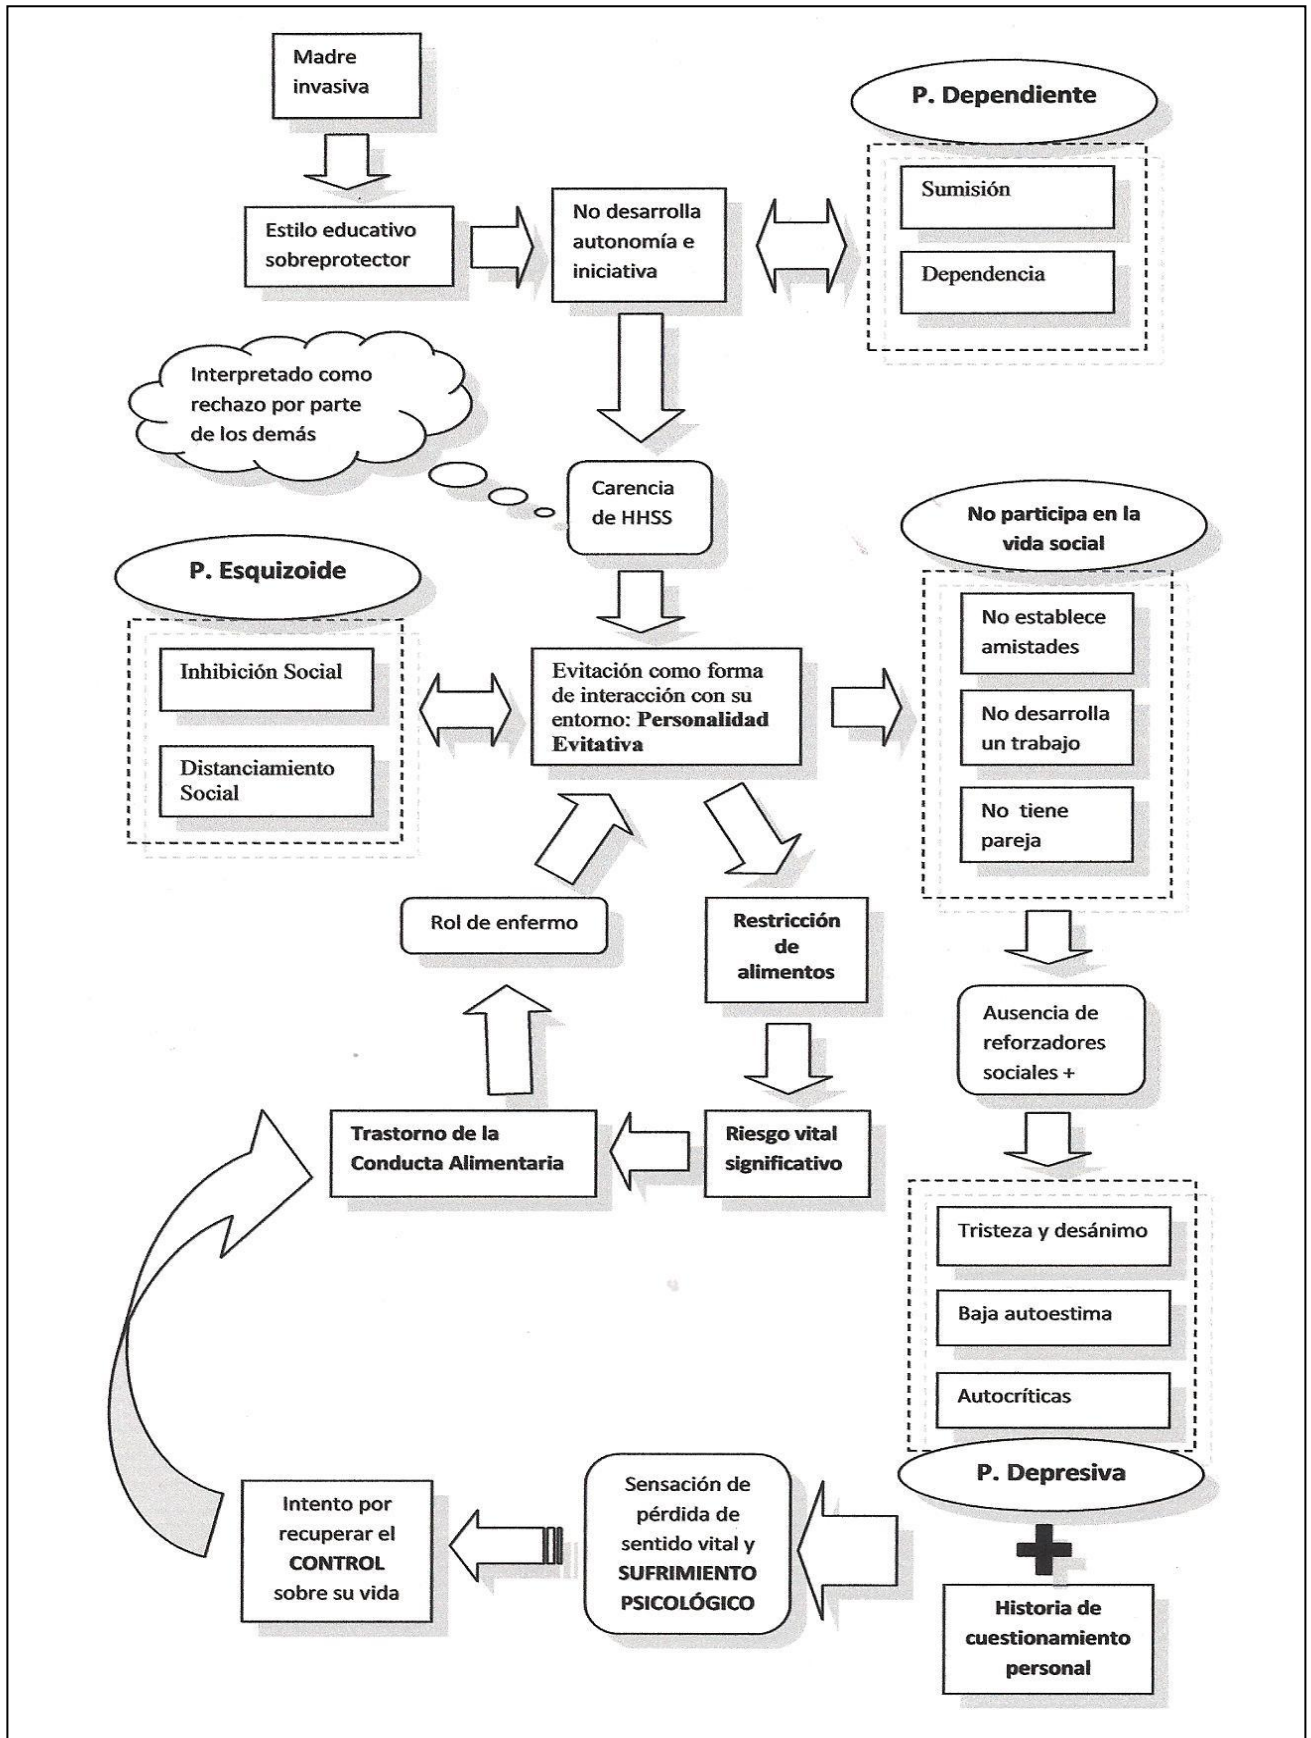 Madre
invasiva
P. Dependiente
Sumisión
Dependencia
Estilo educativo
sobreprotector
No desarrolla
autonomía e
iniciativa
Interpretado como
rechazo por parte
de los demás
Carencia
de HHSS
No participa en la
vida social
No establece
amistades
No desarrolla
un trabajo
No tiene
pareja
P. Esquizoide
Inhibición Social
Distanciamiento
Social
Evitación como forma
de interacción con su
entorno: Personalidad
Evitativa
Rol de enfermo
Restricción
de
alimentos
Ausencia de
reforzadores
sociales +
Trastorno de la
Conducta Alimentaria
Riesgo vital
significativo
Tristeza y desánimo
Baja autoestima
Autocríticas
P. Depresiva
Historia de
cuestionamiento
personal
Sensación de
pérdida de
sentido vital y
SUFRIMIENTO
PSICOLÓGICO
Intento por
recuperar el
CONTROL
sobre su vida